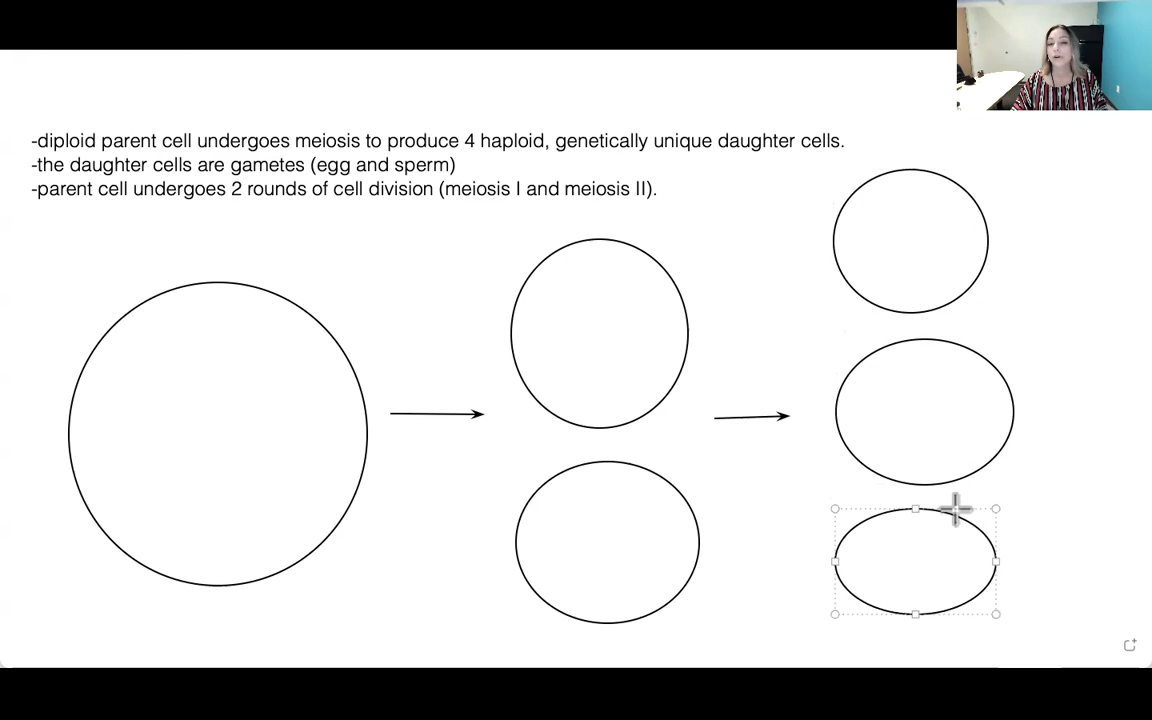 -diploid parent cell undergoes meiosis to produce 4 haploid, genetically unique daughter cells.
-the daughter cells are gametes (egg and sperm)
-parent cell undergoes 2 rounds of cell division (meiosis I and meiosis II).